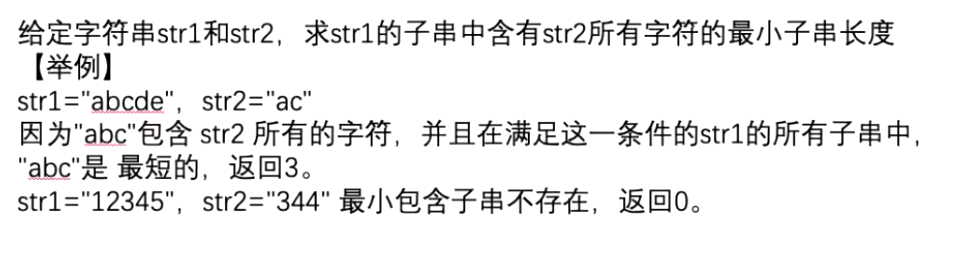 给定字符串str1和str2，求str1的子串中含有str2所有字符的最小子串长度
【举例】
str1="abcde"，str2="ac"
因为"abc"包含 str2 所有的字符，并且在满足这一条件的str1的所有子串中，
"abc"是 最短的，返回3。
str1="12345"，str2="344" 最小包含子串不存在，返回0。